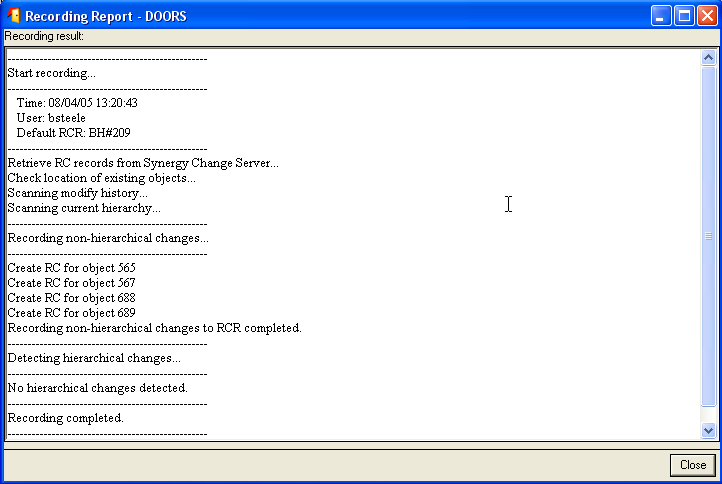 Recording Report - DOORS
Recording result:
--------------------------------------------------
Start recording...
--------------------------------------------------
Time: 08/04/05 13:20:43
User: bsteele
Default RCR: BH#209
--------------------------------------------------
Retrieve RC records from Synergy Change Server...
Check location of existing objects...
Scanning modify history...
Scanning current hierarchy...
--------------------------------------------------
Recording non-hierarchical changes...
--------------------------------------------------
Create RC for object 565
Create RC for object 567
Create RC for object 688
Create RC for object 689
Recording non-hierarchical changes to RCR completed.
--------------------------------------------------
Detecting hierarchical changes...
--------------------------------------------------
No hierarchical changes detected.
--------------------------------------------------
Recording completed.
--------------------------------------------------
Close